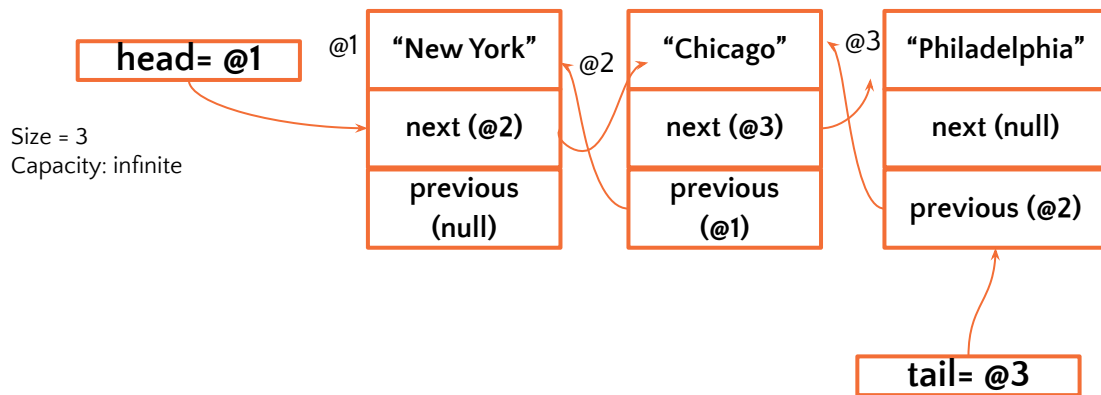 head= @1
Size = 3
Capacity: infinite
@1
“New York”
next (@2)
previous
(null)
@2
“Chicago”
next (@3)
previous
(@1)
@3
“Philadelphia”
next (null)
previous (@2)
tail= @3